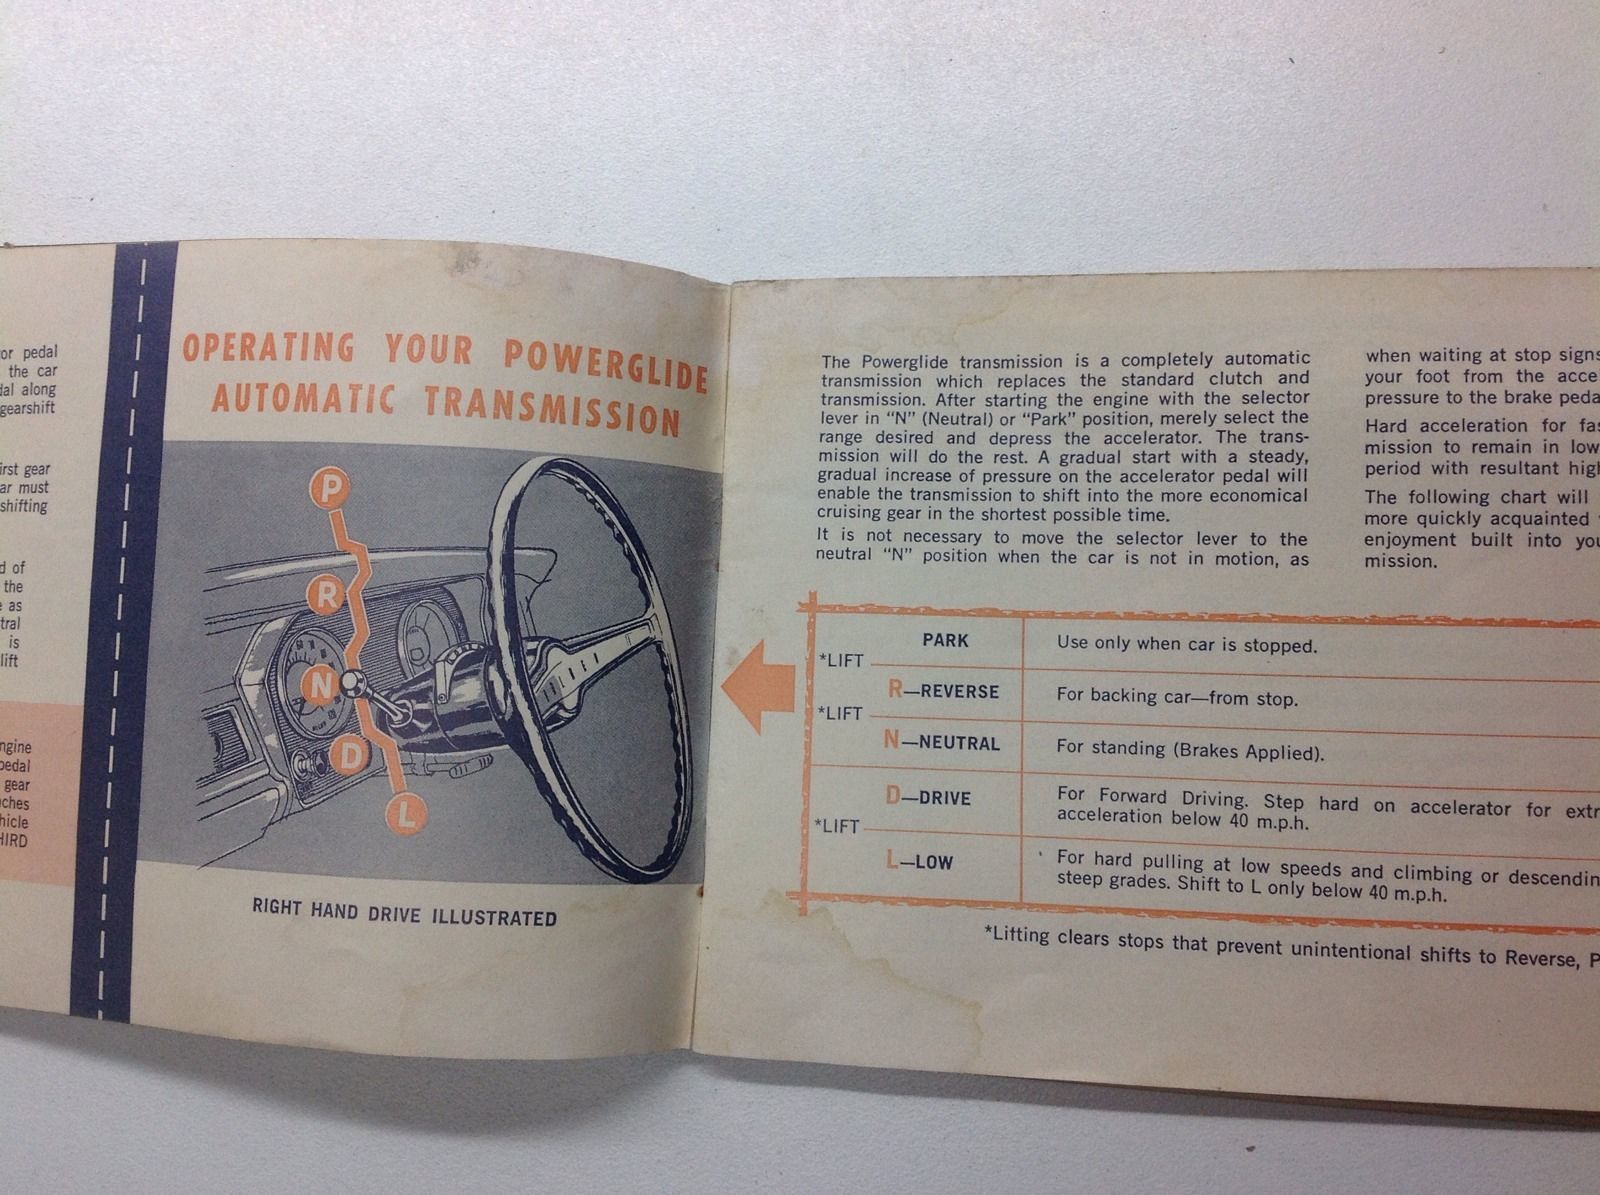 or pedal
the car
dal along
gearshift
irst gear
ar must
shifting
d of
the
as
tral
is
lift
ngine
pedal
gear
ches
hicle
HIRD
OPERATING YOUR POWERGLIDE
AUTOMATIC TRANSMISSION
P
R
N
D
L
HOLDEN
RIGHT HAND DRIVE ILLUSTRATED
The Powerglide transmission is a completely automatic
transmission which replaces the standard clutch and
transmission. After starting the engine with the selector
lever in “N” (Neutral) or “Park” position, merely select the
range desired and depress the accelerator. The trans-
mission will do the rest. A gradual start with a steady,
gradual increase of pressure on the accelerator pedal will
enable the transmission to shift into the more economical
cruising gear in the shortest possible time.
It is not necessary to move the selector lever to the
neutral “N” position when the car is not in motion, as
when waiting at stop signs
your foot from the acce
pressure to the brake peda
Hard acceleration for fas
mission to remain in low
period with resultant high
The following chart will
more quickly acquainted
enjoyment built into you
mission.
PARK Use only when car is stopped.
*LIFT
R—REVERSE For backing car—from stop.
*LIFT
N—NEUTRAL For standing (Brakes Applied).
D—DRIVE For Forward Driving. Step hard on accelerator for extr
acceleration below 40 m.p.h.
*LIFT
L—LOW For hard pulling at low speeds and climbing or descendin
steep grades. Shift to L only below 40 m.p.h.
*Lifting clears stops that prevent unintentional shifts to Reverse, P